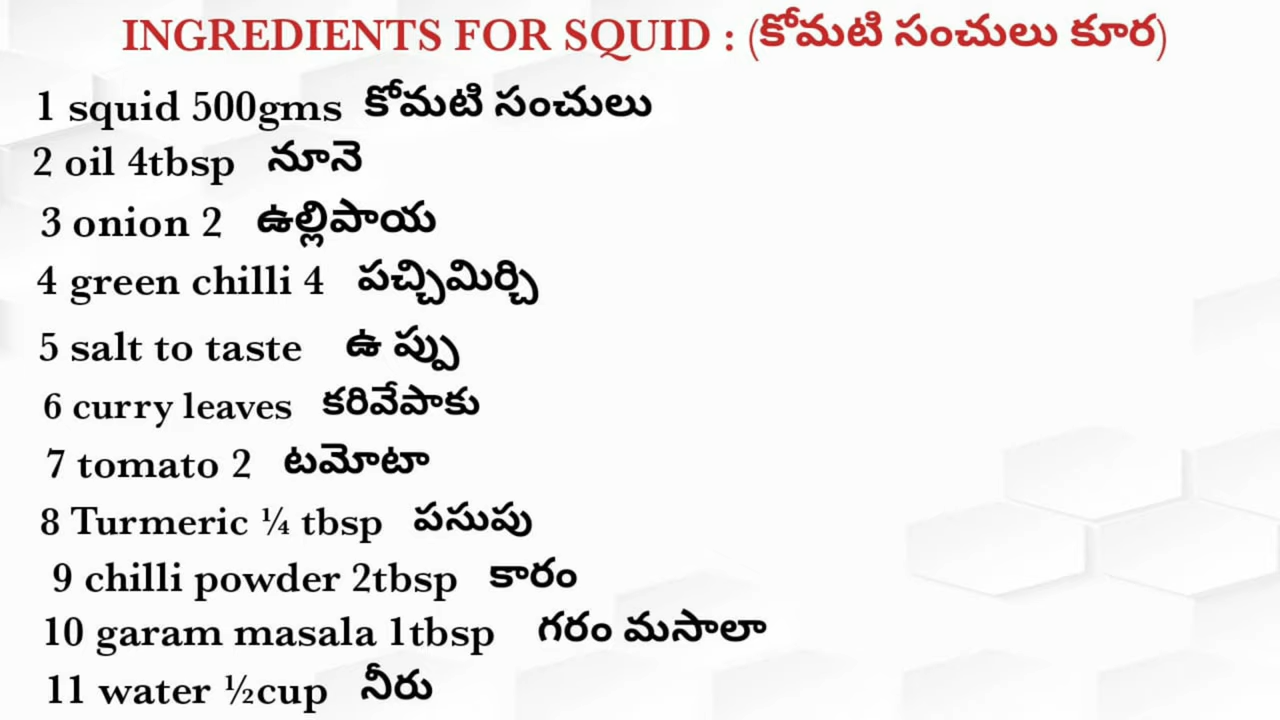 INGREDIENTS FOR SQUID : (కోమటి సంచులు కూర)
1 squid 500gms కోమటి సంచులు
2 oil 4tbsp నూనె
3 onion 2 ఉల్లిపాయ
4 green chilli 4 పచ్చిమిర్చి
5 salt to taste ఉ ప్పు
6 curry leaves కరివేపాకు
7 tomato 2 టమోటా
8 Turmeric ¼ tbsp పసుపు
9 chilli powder 2tbsp కారం
10 garam masala 1tbsp గరం మసాలా
11 water ½cup నీరు